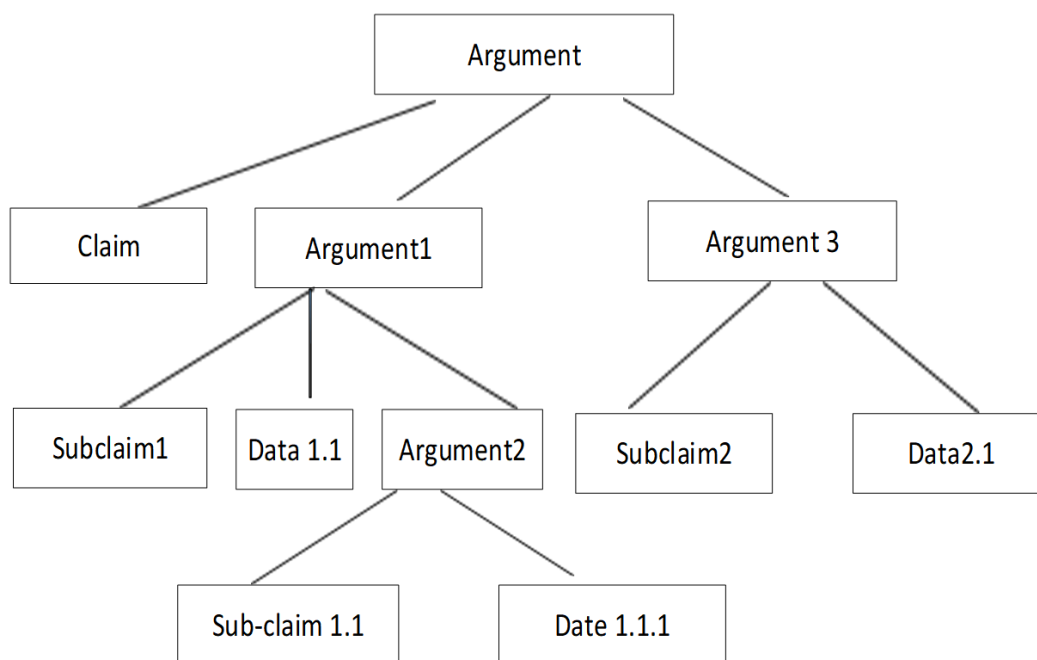 Argument
Claim
Argument1
Argument 3
Subclaim1
Data 1.1
Argument2
Subclaim2
Data2.1
Sub-claim 1.1
Date 1.1.1